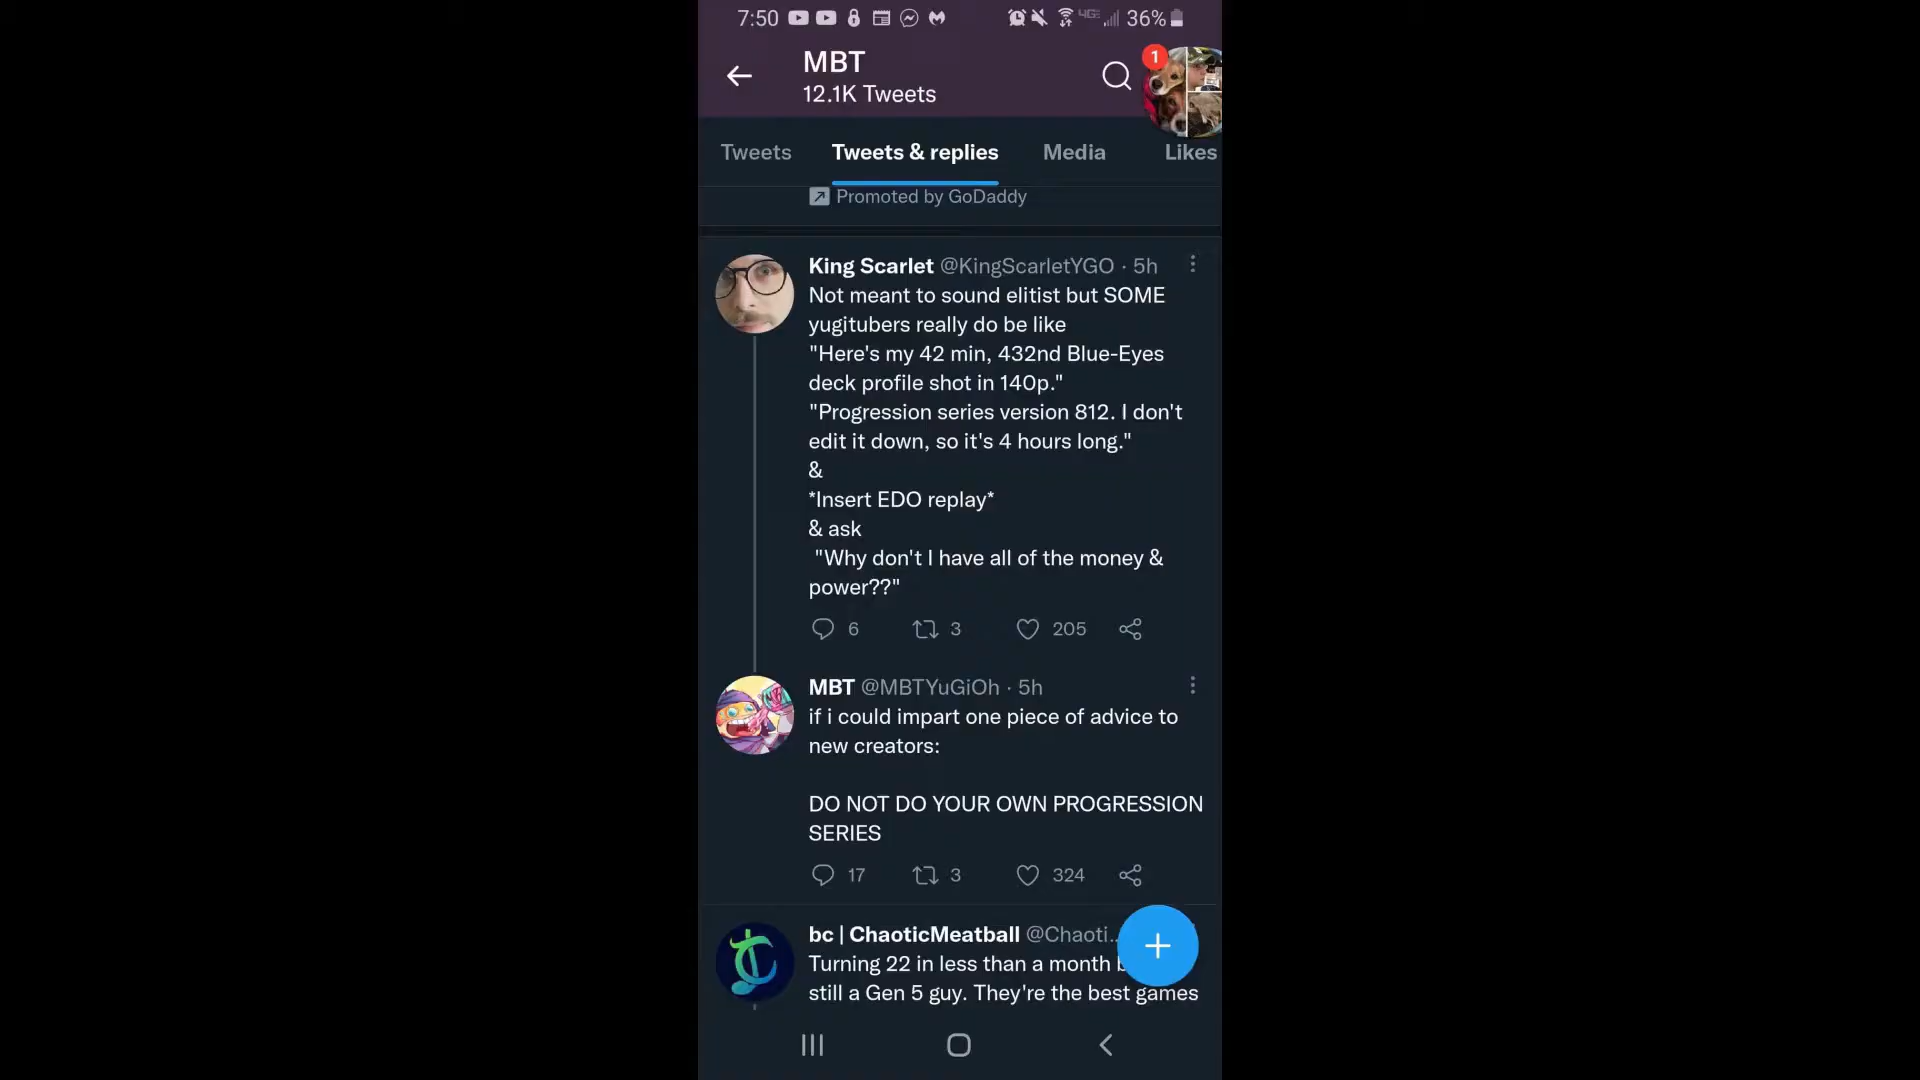 7:50
4G
36%
MBT
12.1K Tweets
1
Tweets
Tweets & replies
Media
Likes
Promoted by GoDaddy
King Scarlet @KingScarletYGO · 5h
Not meant to sound elitist but SOME
yugitubers really do be like
"Here's my 42 min, 432nd Blue-Eyes
deck profile shot in 140p."
"Progression series version 812. I don't
edit it down, so it's 4 hours long."
&
*Insert EDO replay*
& ask
"Why don't I have all of the money &
power??"
6
3
205
MBT @MBTYuGiOh · 5h
if i could impart one piece of advice to
new creators:
DO NOT DO YOUR OWN PROGRESSION
SERIES
17
3
324
bc | ChaoticMeatball @Chaoti...
Turning 22 in less than a month
still a Gen 5 guy. They're the best games